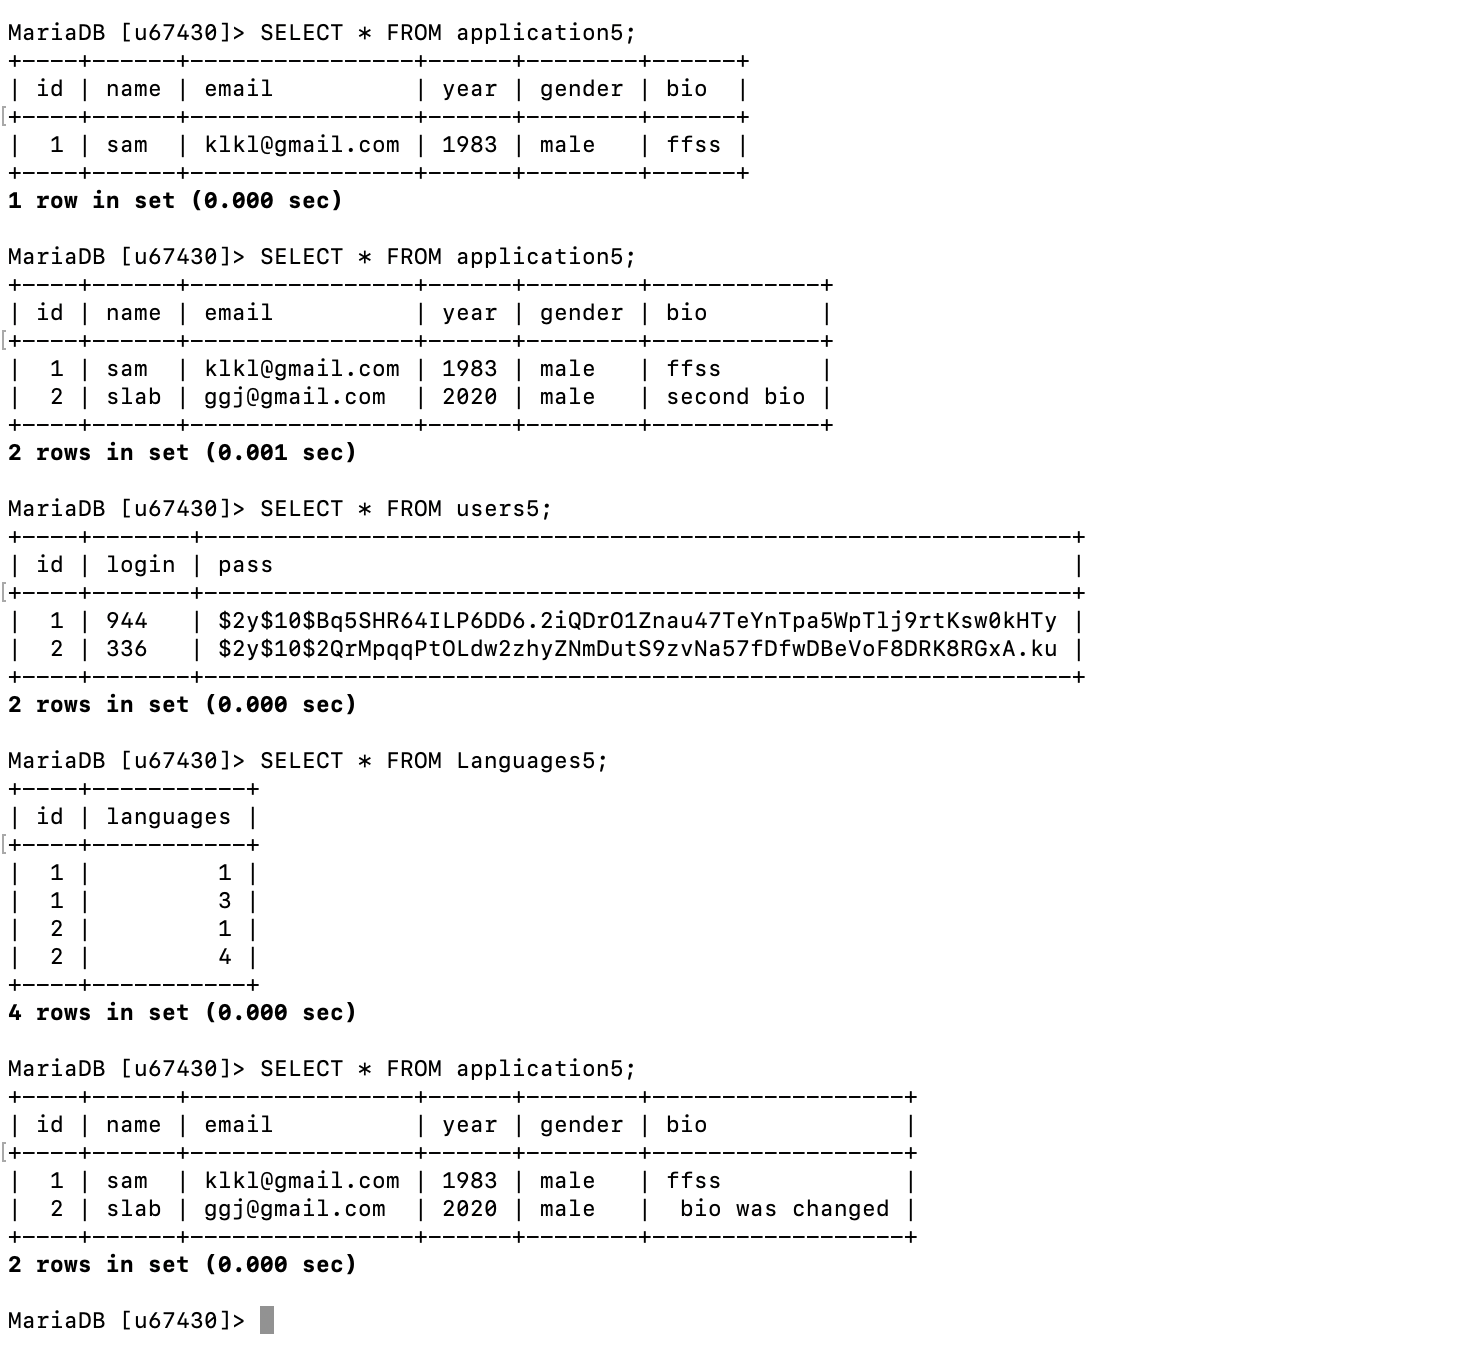 MariaDB [u67430]> SELECT * FROM application5;
+----+------+----------------+------+--------+------+
| id | name | email          | year | gender | bio  |
+----+------+----------------+------+--------+------+
|  1 | sam  | klkl@gmail.com | 1983 | male   | ffss |
+----+------+----------------+------+--------+------+
1 row in set (0.000 sec)
MariaDB [u67430]> SELECT * FROM application5;
+----+------+----------------+------+--------+------------+
| id | name | email          | year | gender | bio        |
+----+------+----------------+------+--------+------------+
|  1 | sam  | klkl@gmail.com | 1983 | male   | ffss       |
|  2 | slab | ggj@gmail.com  | 2020 | male   | second bio |
+----+------+----------------+------+--------+------------+
2 rows in set (0.001 sec)
MariaDB [u67430]> SELECT * FROM users5;
+----+-------+--------------------------------------------------------------+
| id | login | pass                                                         |
+----+-------+--------------------------------------------------------------+
|  1 | 944   | $2y$10$Bq5SHR64ILP6DD6.2iQDrO1Znau47TeYnTpa5WpTlj9rtKsw0kHTy |
|  2 | 336   | $2y$10$2QrMpqqPtOLdw2zhyZNmDutS9zvNa57fDfwDBeVoF8DRK8RGxA.ku |
+----+-------+--------------------------------------------------------------+
2 rows in set (0.000 sec)
MariaDB [u67430]> SELECT * FROM Languages5;
+----+-----------+
| id | languages |
+----+-----------+
|  1 |         1 |
|  1 |         3 |
|  2 |         1 |
|  2 |         4 |
+----+-----------+
4 rows in set (0.000 sec)
MariaDB [u67430]> SELECT * FROM application5;
+----+------+----------------+------+--------+------------------+
| id | name | email          | year | gender | bio              |
+----+------+----------------+------+--------+------------------+
|  1 | sam  | klkl@gmail.com | 1983 | male   | ffss             |
|  2 | slab | ggj@gmail.com  | 2020 | male   |  bio was changed |
+----+------+----------------+------+--------+------------------+
2 rows in set (0.000 sec)
MariaDB [u67430]>